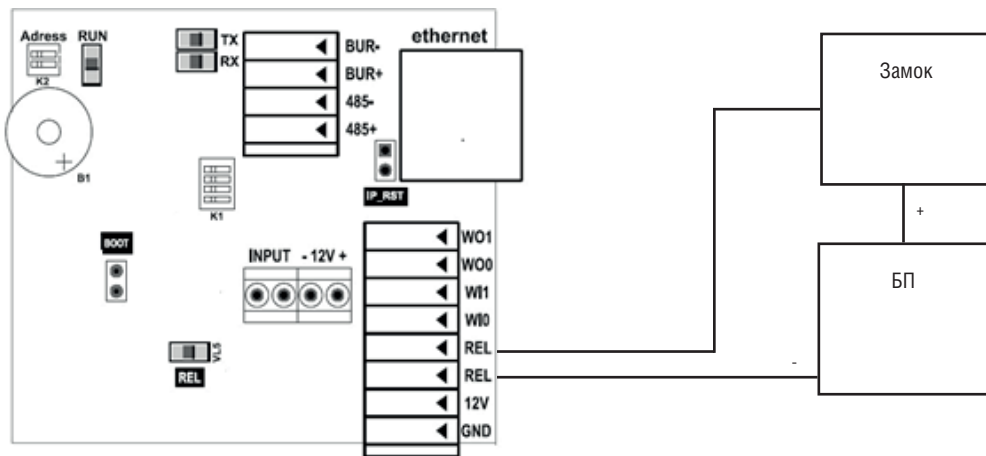 Adress RUN
K2
B1
TX
RX
BUR-
BUR+
485-
485+
ethernet
IP_RST
K1
BOOT
INPUT - 12V +
VL5
REL
WO1
WO0
WI1
WI0
REL
REL
12V
GND
Замок
+
БП
-